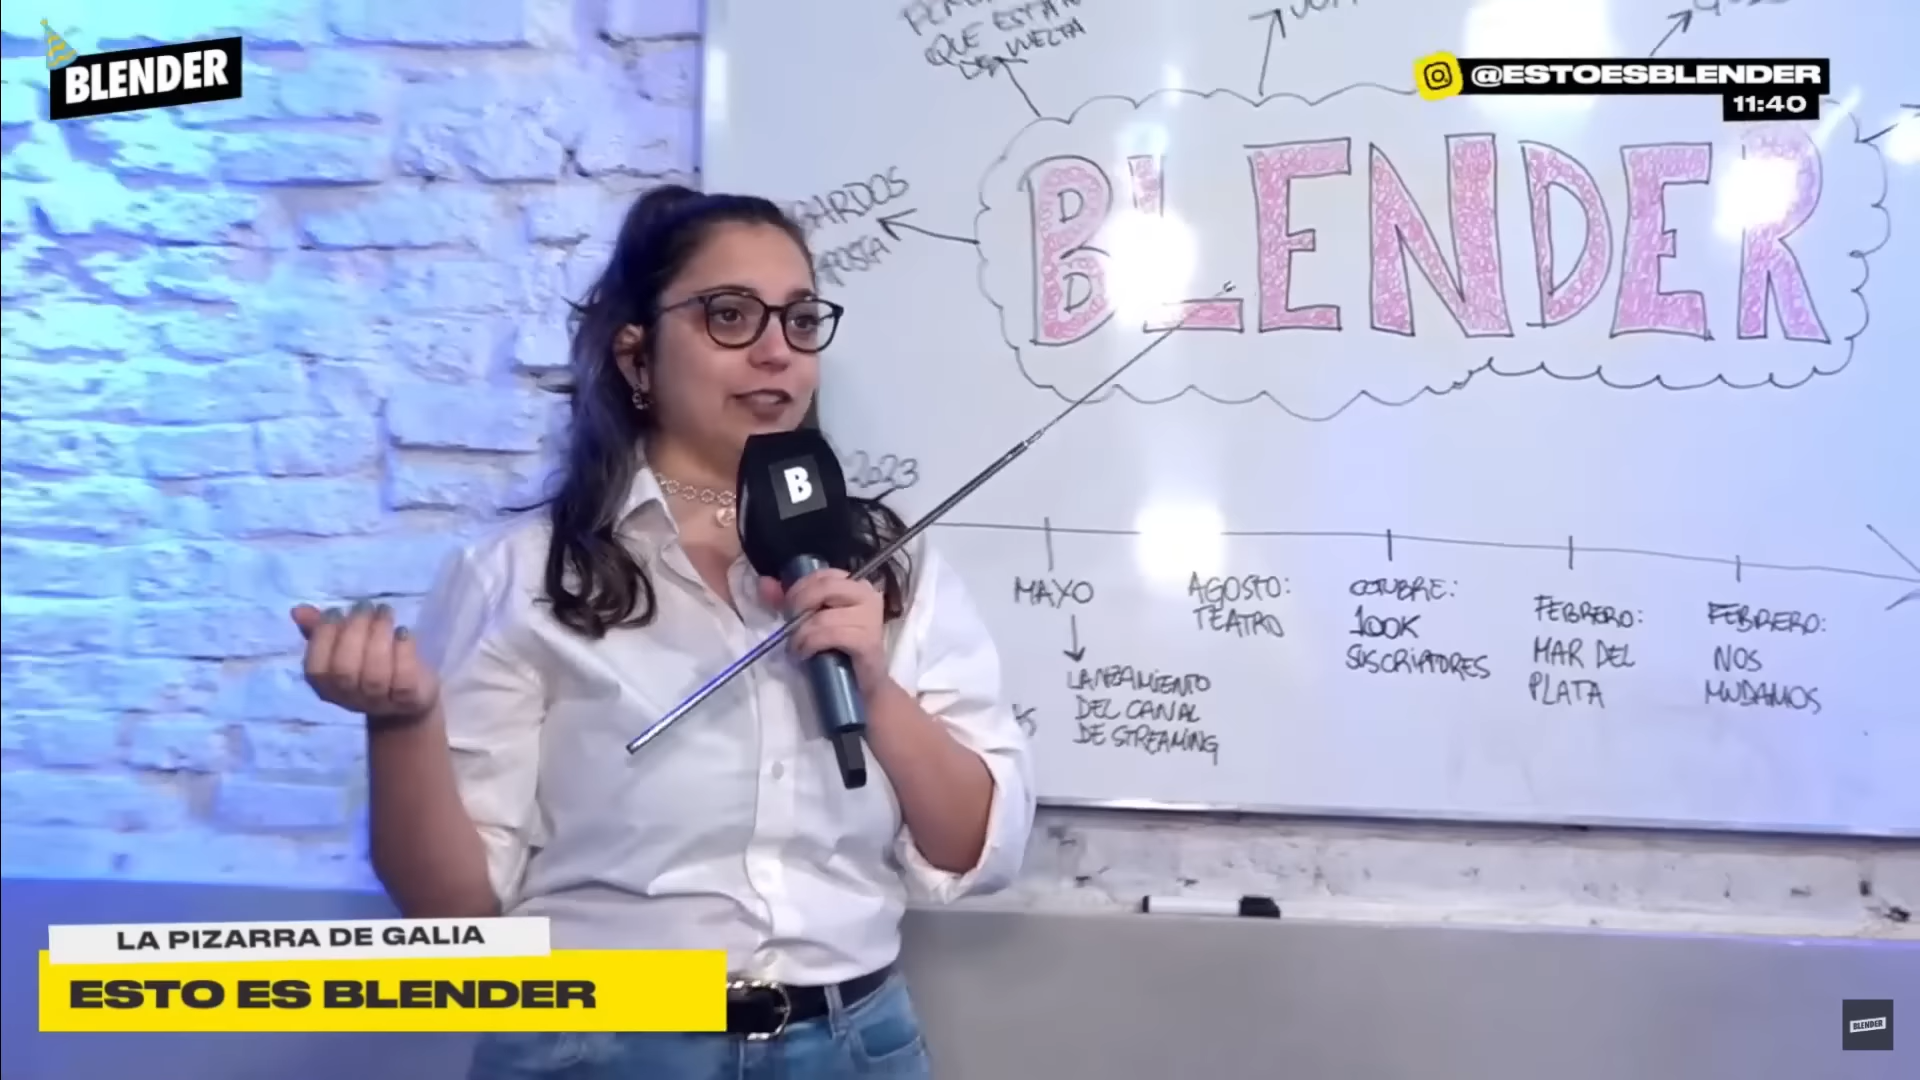 BLENDER
@ESTOESBLENDER
11:40
QUE ESTÁN
DE VUELTA
BLENDER
2023
B
MAYO
LANZAMIENTO
DEL CANAL
DE STREAMING
AGOSTO:
TEATRO
OCTUBRE:
100K
SUSCRIPTORES
FEBRERO:
MAR DEL
PLATA
FEBRERO:
NOS
MUDAMOS
LA PIZARRA DE GALIA
ESTO ES BLENDER
BLENDER